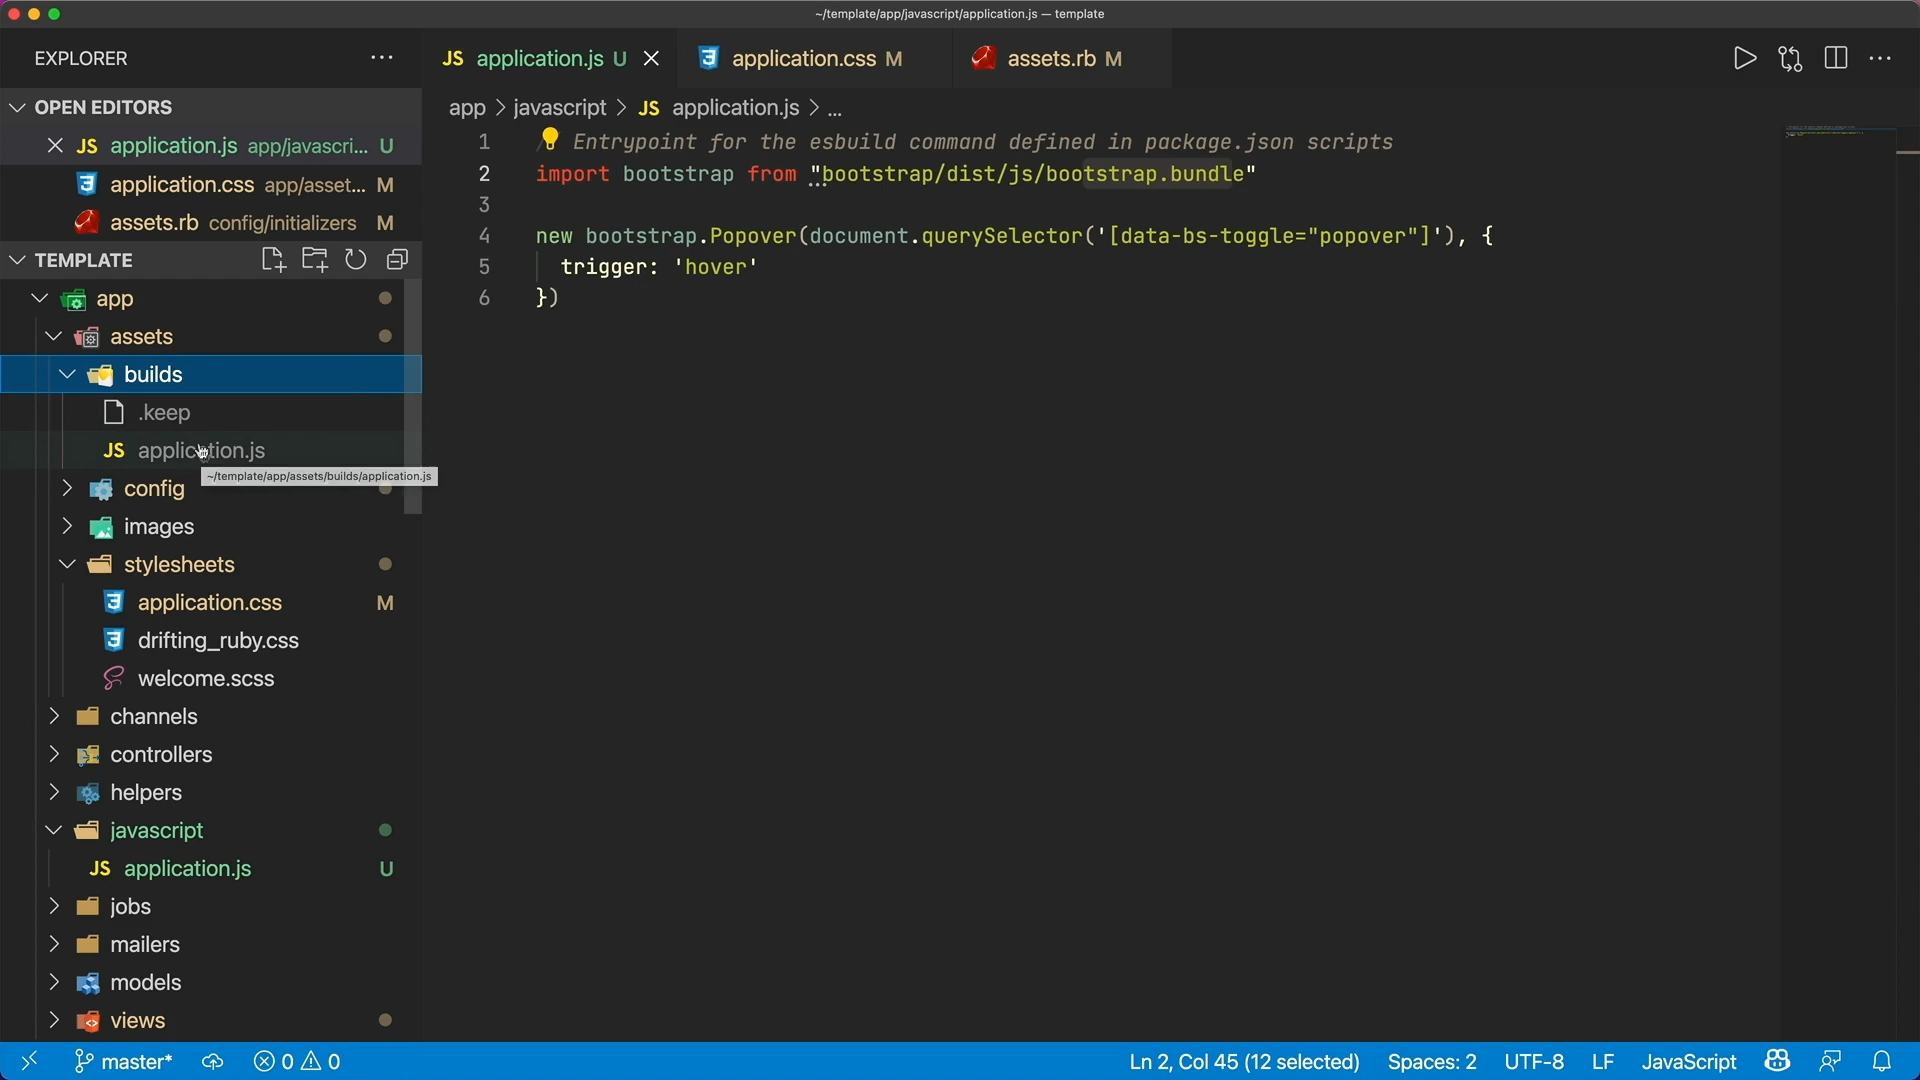 ~/template/app/javascript/application.js — template
EXPLORER
JS application.js U
application.css M
assets.rb M
OPEN EDITORS
JS application.js app/javascri... U
application.css app/asset... M
assets.rb config/initializers M
TEMPLATE
app
assets
builds
.keep
JS application.js
~/template/app/assets/builds/application.js
config
images
stylesheets
application.css M
drifting_ruby.css
welcome.scss
channels
controllers
helpers
javascript
JS application.js U
jobs
mailers
models
views
app > javascript > JS application.js > ...
1 Entrypoint for the esbuild command defined in package.json scripts
2 import bootstrap from "bootstrap/dist/js/bootstrap.bundle"
3
4 new bootstrap.Popover(document.querySelector('[data-bs-toggle="popover"]'), {
5 trigger: 'hover'
6 })
master* 0 0 Ln 2, Col 45 (12 selected) Spaces: 2 UTF-8 LF JavaScript